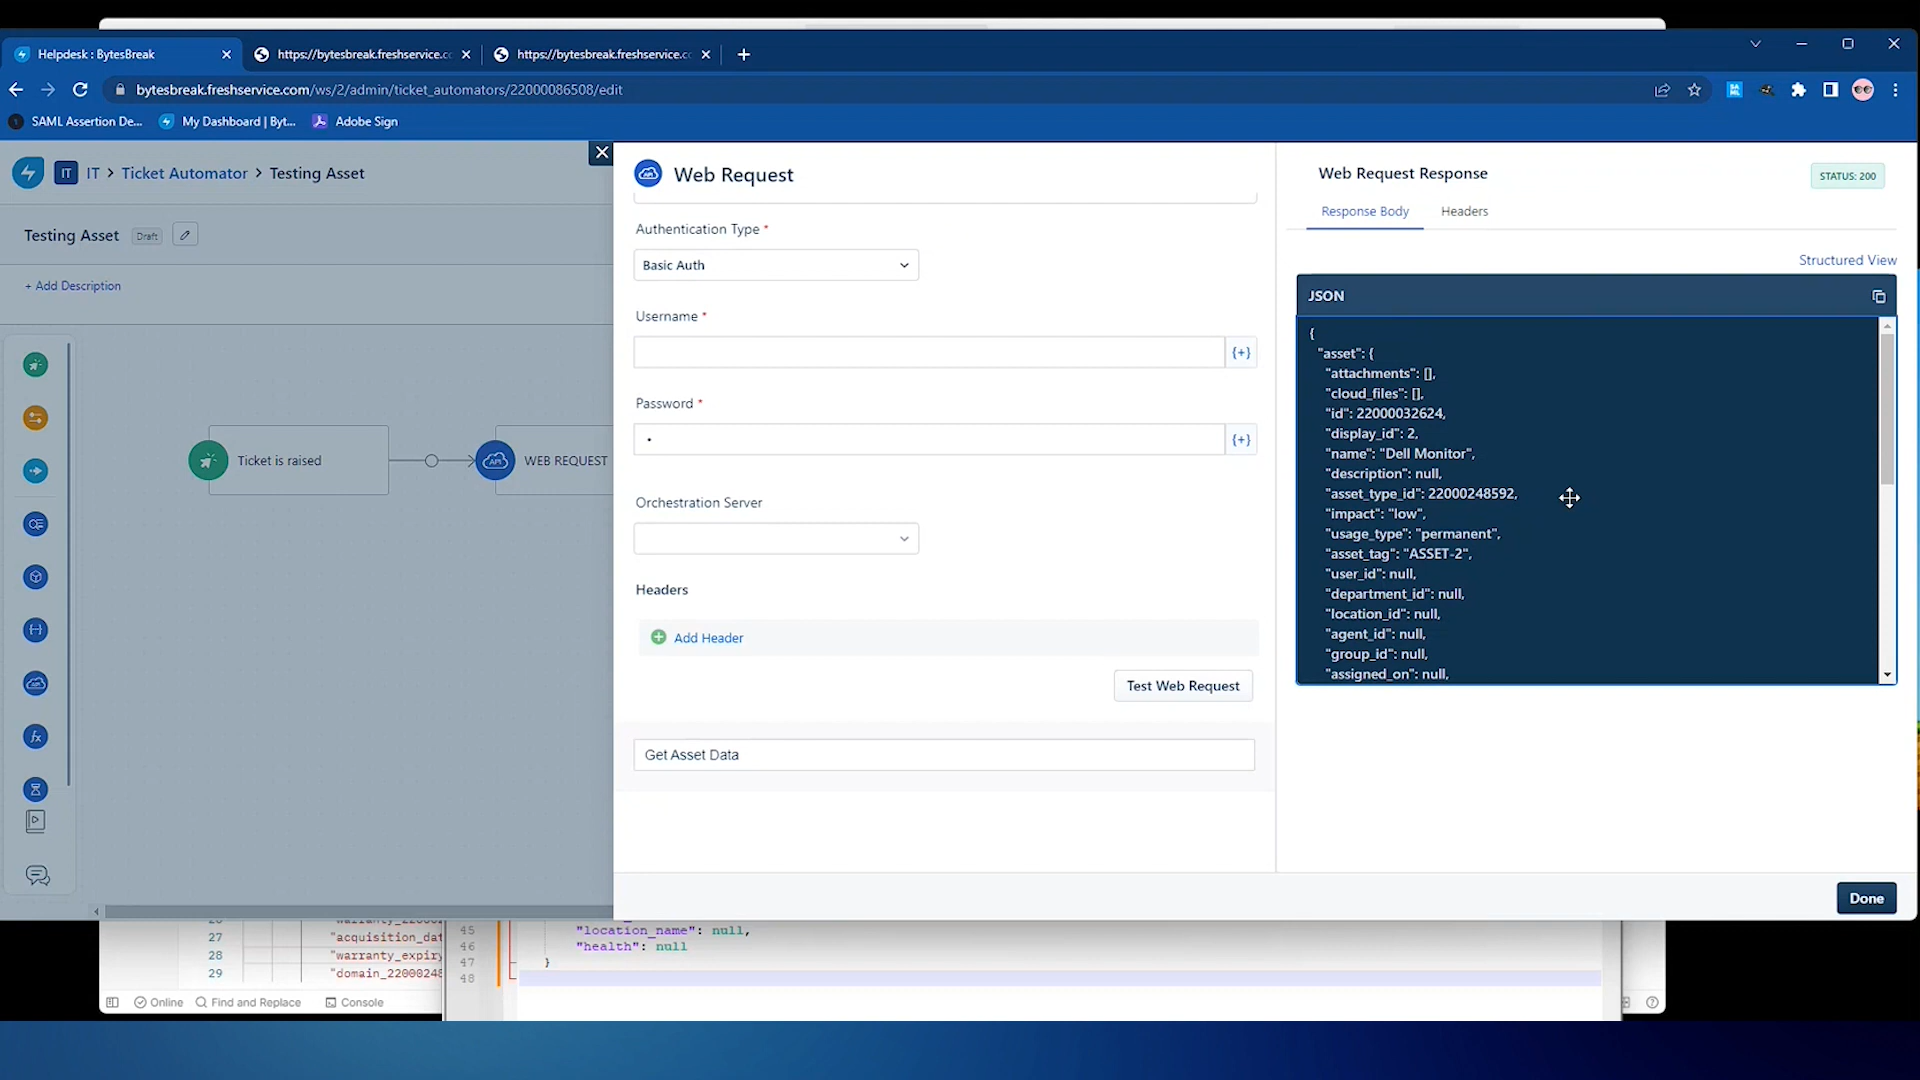 Helpdesk : BytesBreak
https://bytesbreak.freshservice.co
https://bytesbreak.freshservice.co
bytesbreak.freshservice.com/ws/2/admin/ticket_automators/22000086508/edit
SAML Assertion De...
My Dashboard | Byt...
Adobe Sign
IT
IT > Ticket Automator > Testing Asset
Testing Asset
Draft
+ Add Description
Ticket is raised
API
WEB REQUEST
Web Request
Authentication Type *
Basic Auth
Username *
{+}
Password *
•
{+}
Orchestration Server
Headers
Add Header
Test Web Request
Get Asset Data
Web Request Response
STATUS: 200
Response Body
Headers
Structured View
JSON
{
"asset": {
"attachments": [],
"cloud_files": [],
"id": 22000032624,
"display_id": 2,
"name": "Dell Monitor",
"description": null,
"asset_type_id": 22000248592,
"impact": "low",
"usage_type": "permanent",
"asset_tag": "ASSET-2",
"user_id": null,
"department_id": null,
"location_id": null,
"agent_id": null,
"group_id": null,
"assigned_on": null,
Done
27 "acquisition_dat
28 "warranty_expiry
29 "domain_22000248
45 "location_name": null,
46 "health": null
47 }
48
Online
Find and Replace
Console